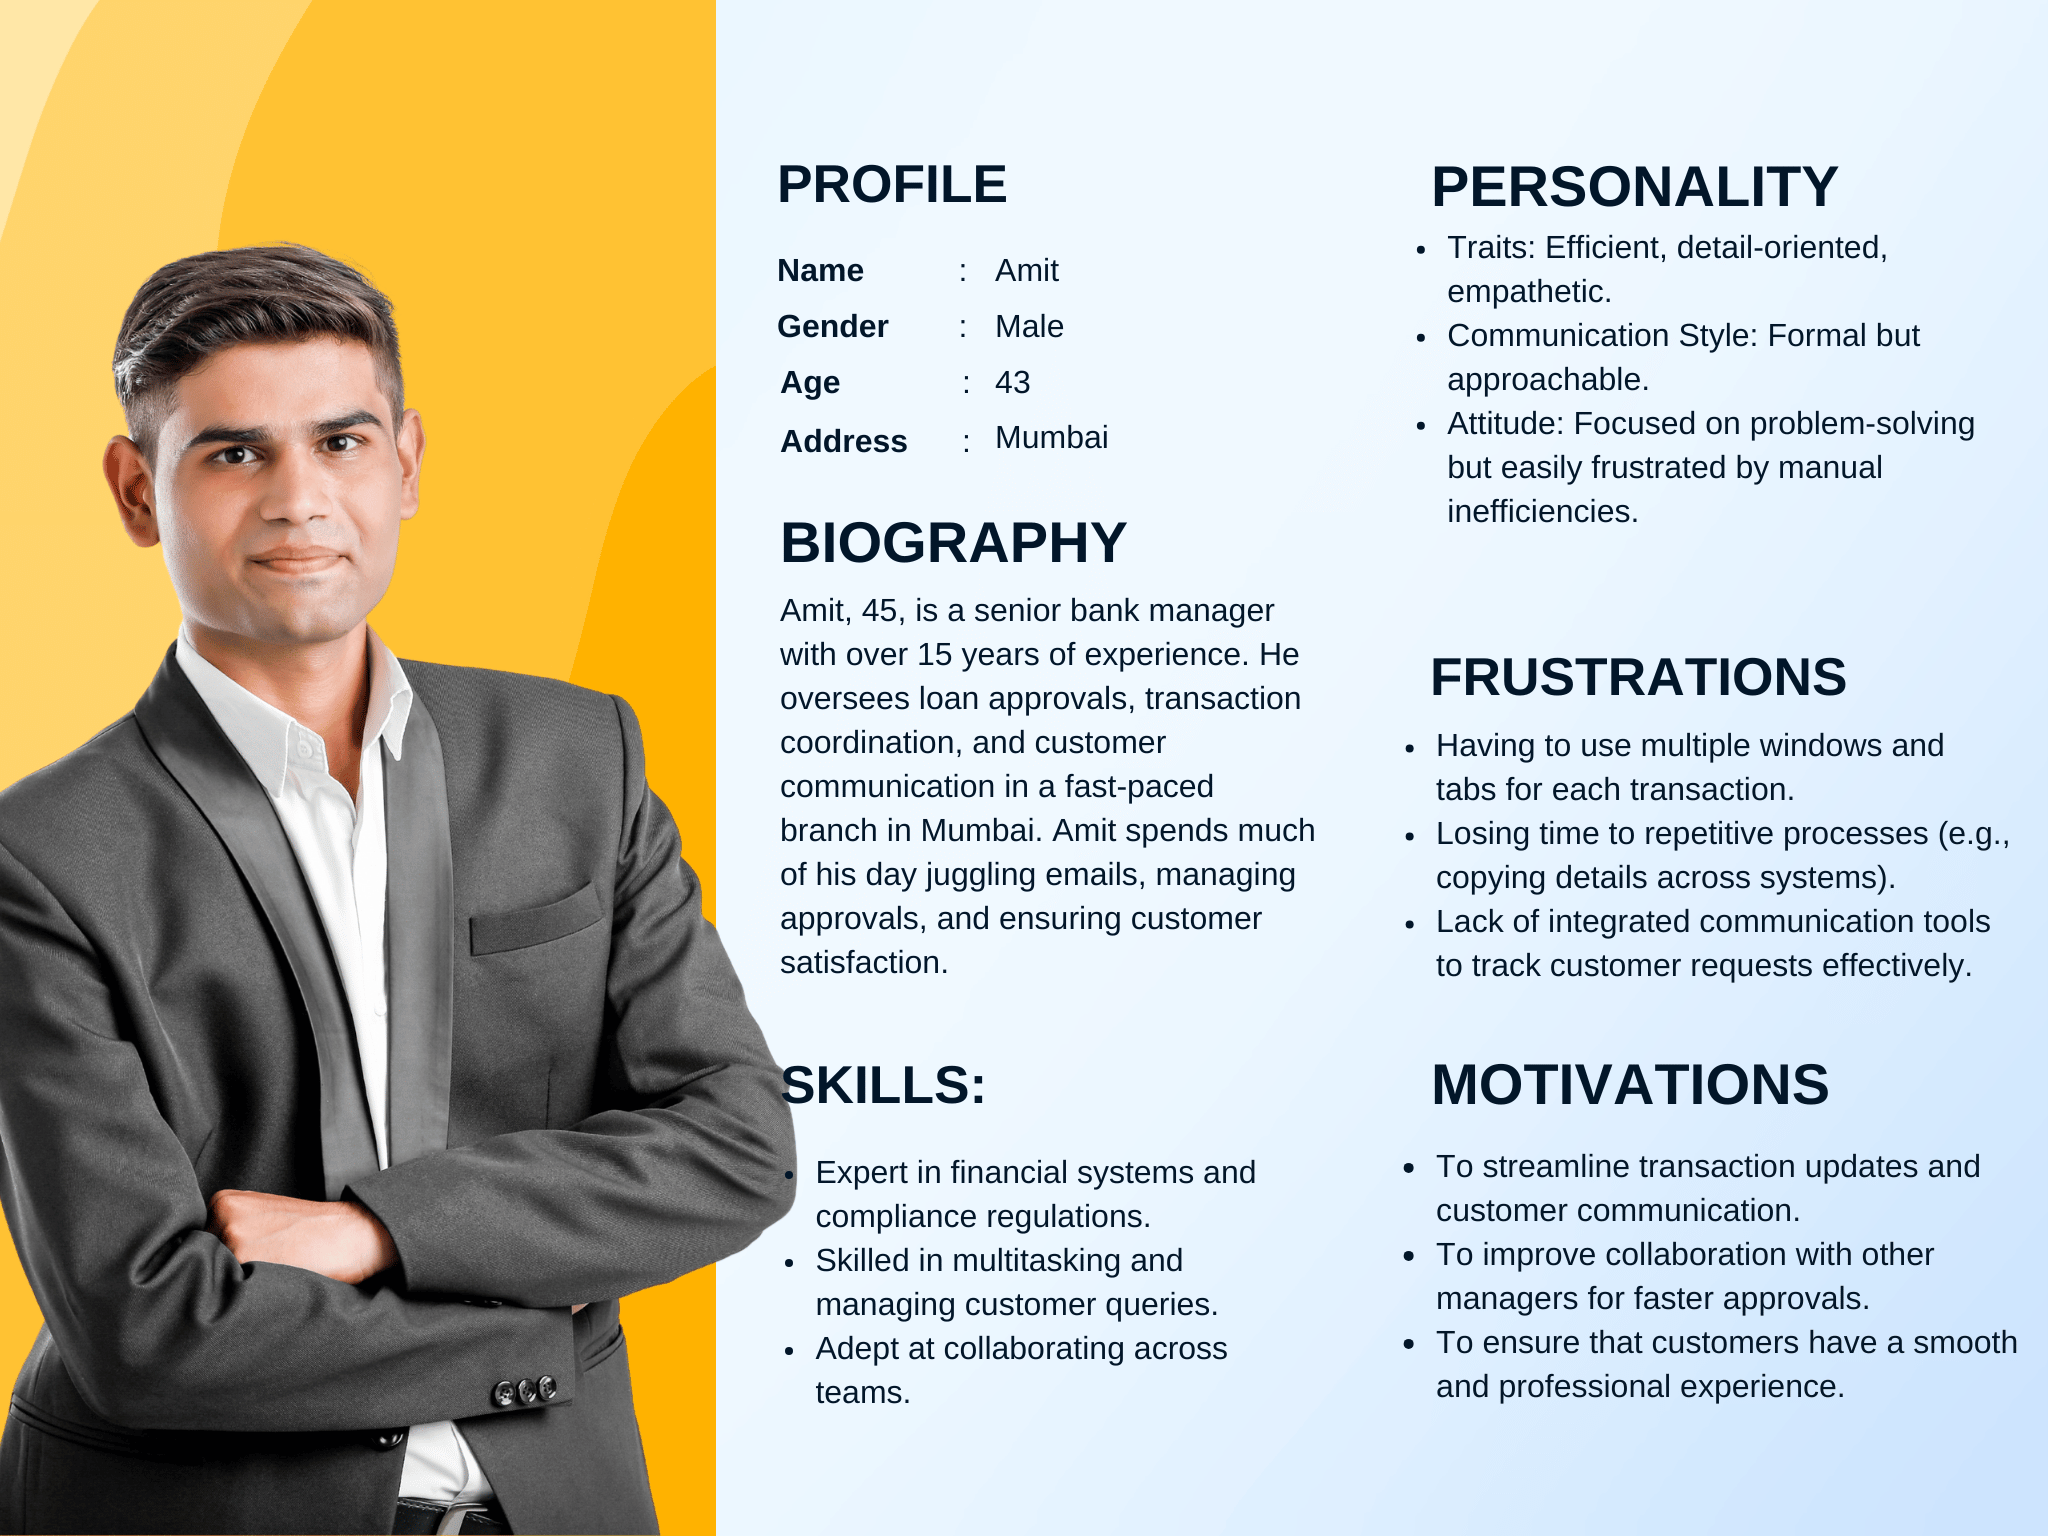 PROFILE
Name : Amit
Gender : Male
Age : 43
Address : Mumbai
BIOGRAPHY
Amit, 45, is a senior bank manager
with over 15 years of experience. He
oversees loan approvals, transaction
coordination, and customer
communication in a fast-paced
branch in Mumbai. Amit spends much
of his day juggling emails, managing
approvals, and ensuring customer
satisfaction.
SKILLS:
• Expert in financial systems and
compliance regulations.
• Skilled in multitasking and
managing customer queries.
• Adept at collaborating across
teams.
PERSONALITY
• Traits: Efficient, detail-oriented,
empathetic.
• Communication Style: Formal but
approachable.
• Attitude: Focused on problem-solving
but easily frustrated by manual
inefficiencies.
FRUSTRATIONS
• Having to use multiple windows and
tabs for each transaction.
• Losing time to repetitive processes (e.g.,
copying details across systems).
• Lack of integrated communication tools
to track customer requests effectively.
MOTIVATIONS
• To streamline transaction updates and
customer communication.
• To improve collaboration with other
managers for faster approvals.
• To ensure that customers have a smooth
and professional experience.